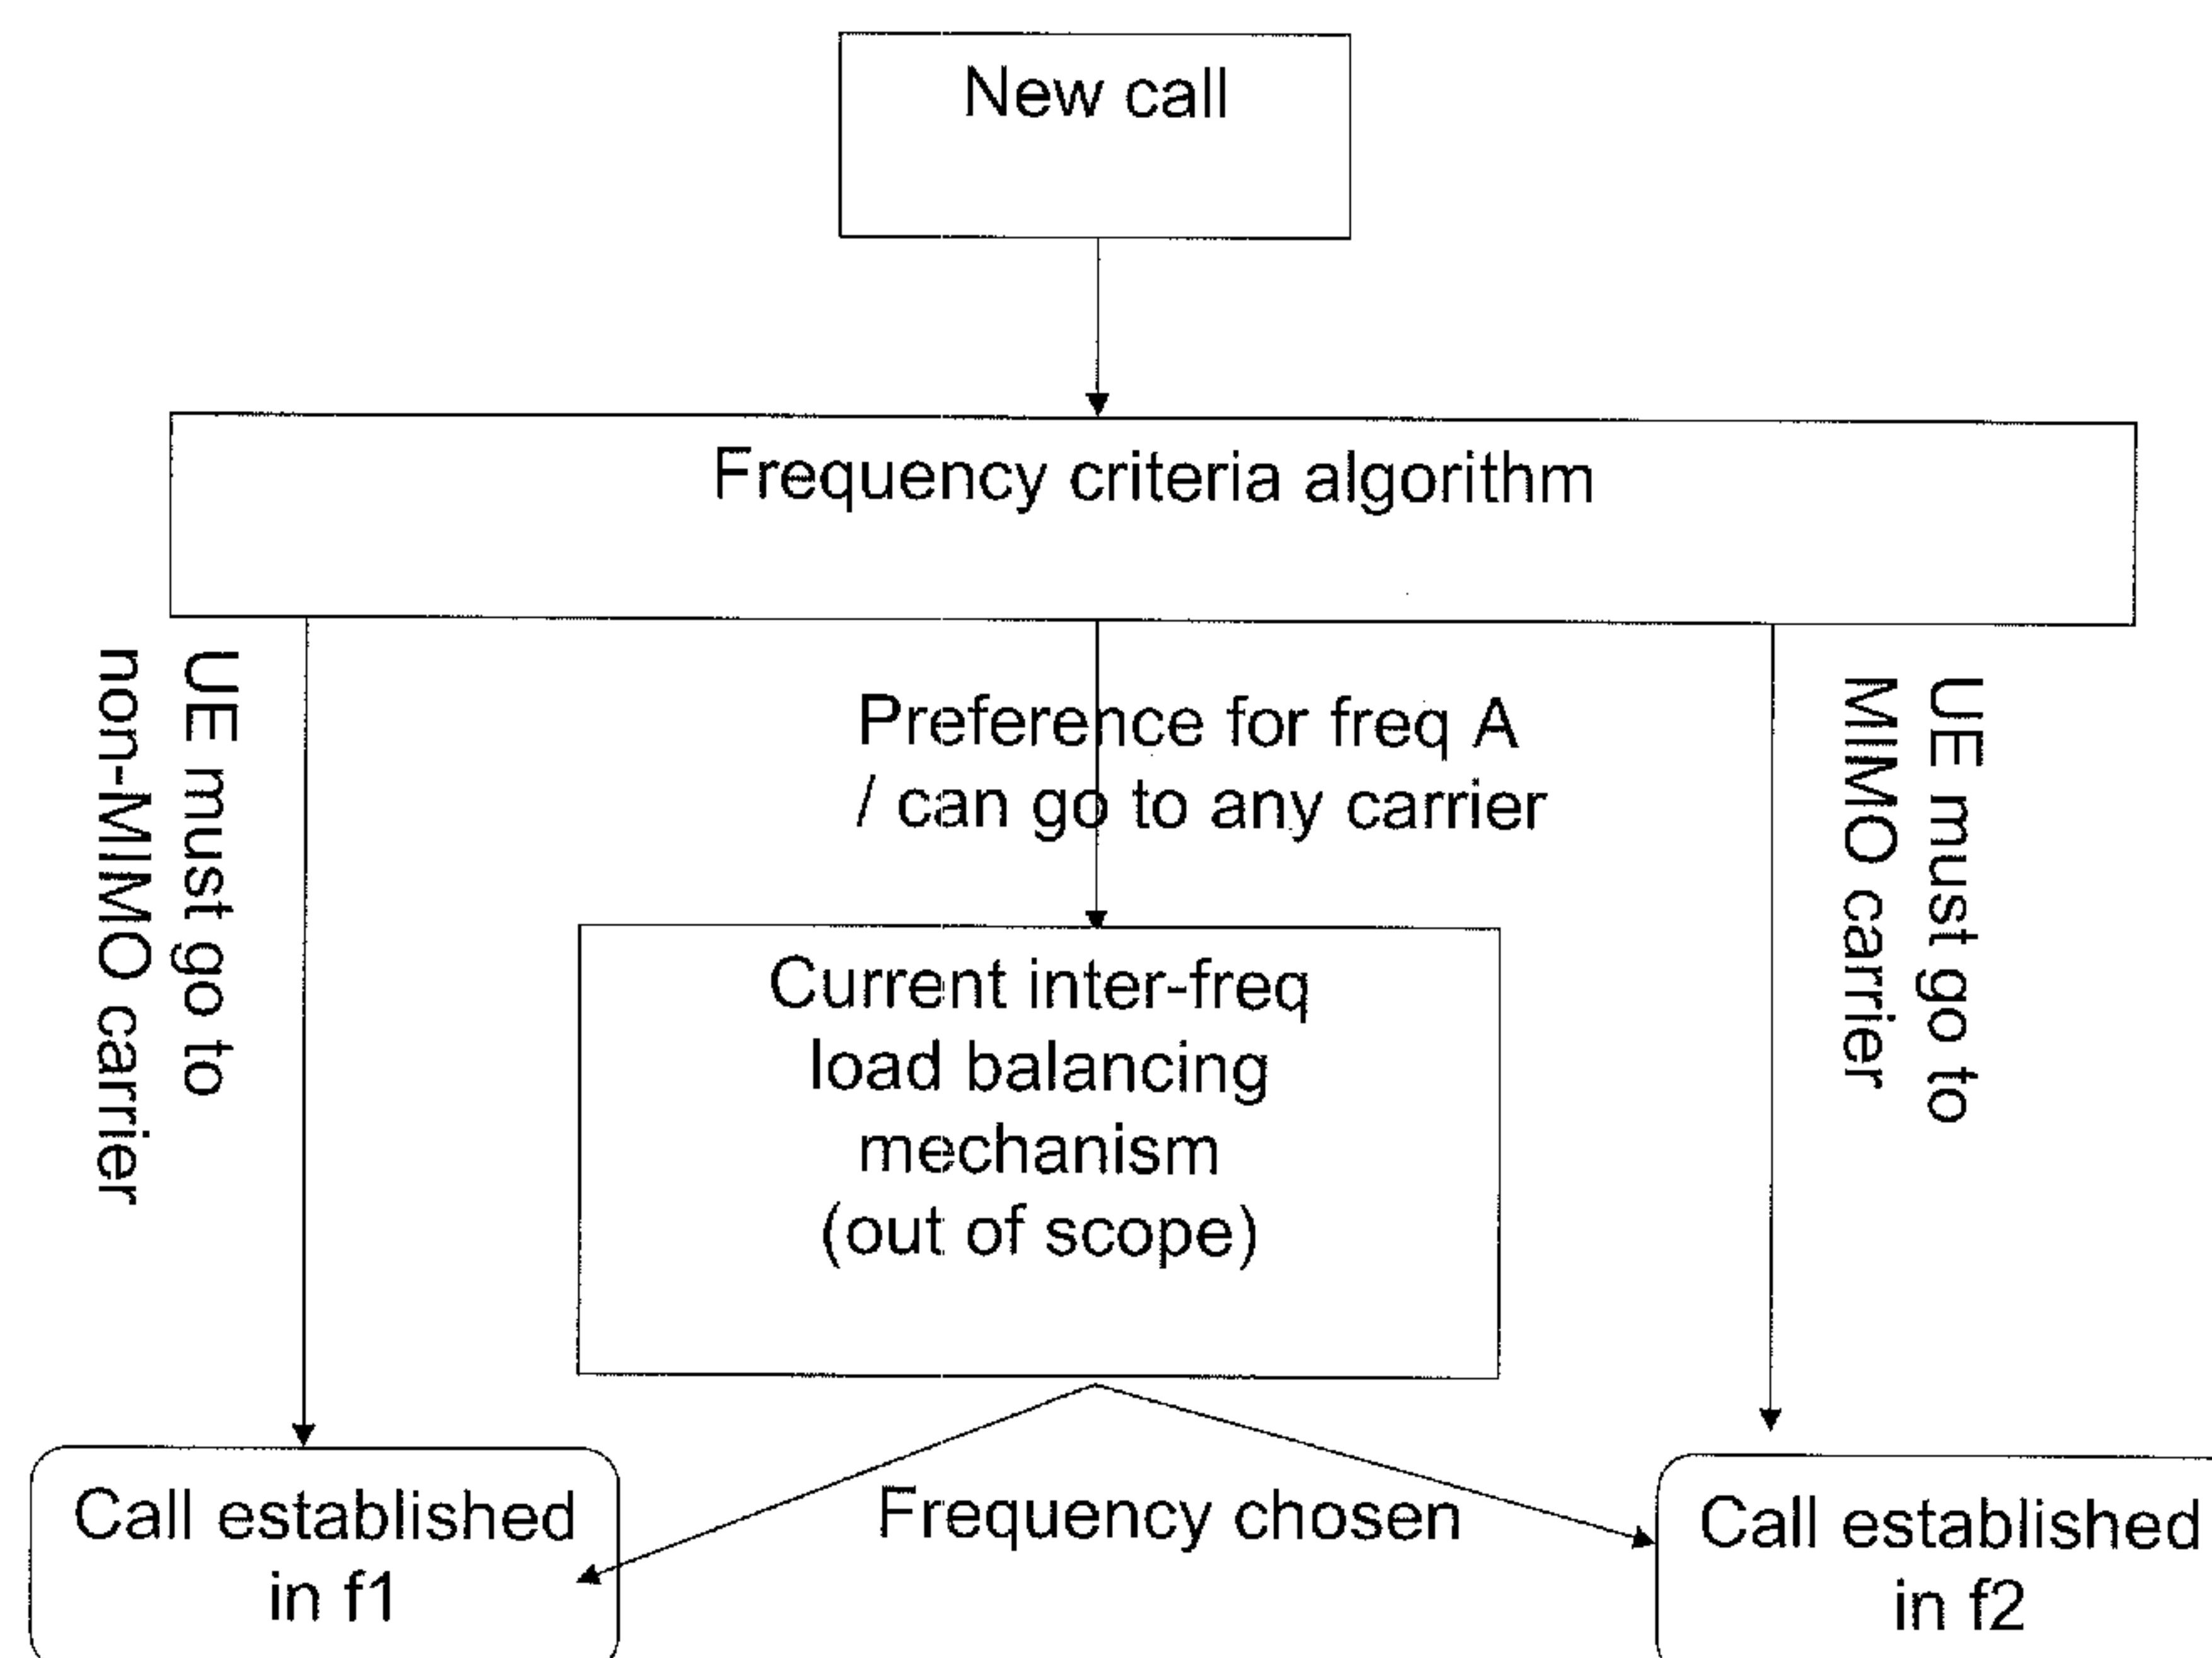 New call
Frequency criteria algorithm
UE must go to
non-MIMO carrier
Preference for freq A
/ can go to any carrier
UE must go to
MIMO carrier
Current inter-freq
load balancing
mechanism
(out of scope)
Call established
in f1
Frequency chosen
Call established
in f2